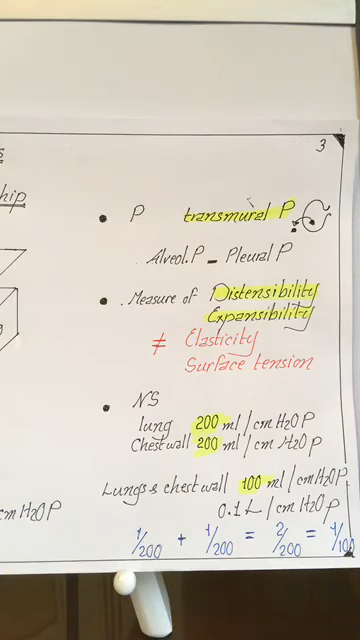 3
s
hip
• P transmural P
Alveol.P - Pleural P
• Measure of Distensibility
Expansibility
≠ Elasticity
Surface tension
• NS
lung 200 ml/cm H2O P
Chest wall 200 ml/cm H2O P
Lungs & chest wall 100 ml/cm H2O P
cm H2O P
0.1 L/cm H2O P
1/200 + 1/200 = 2/200 = 1/100